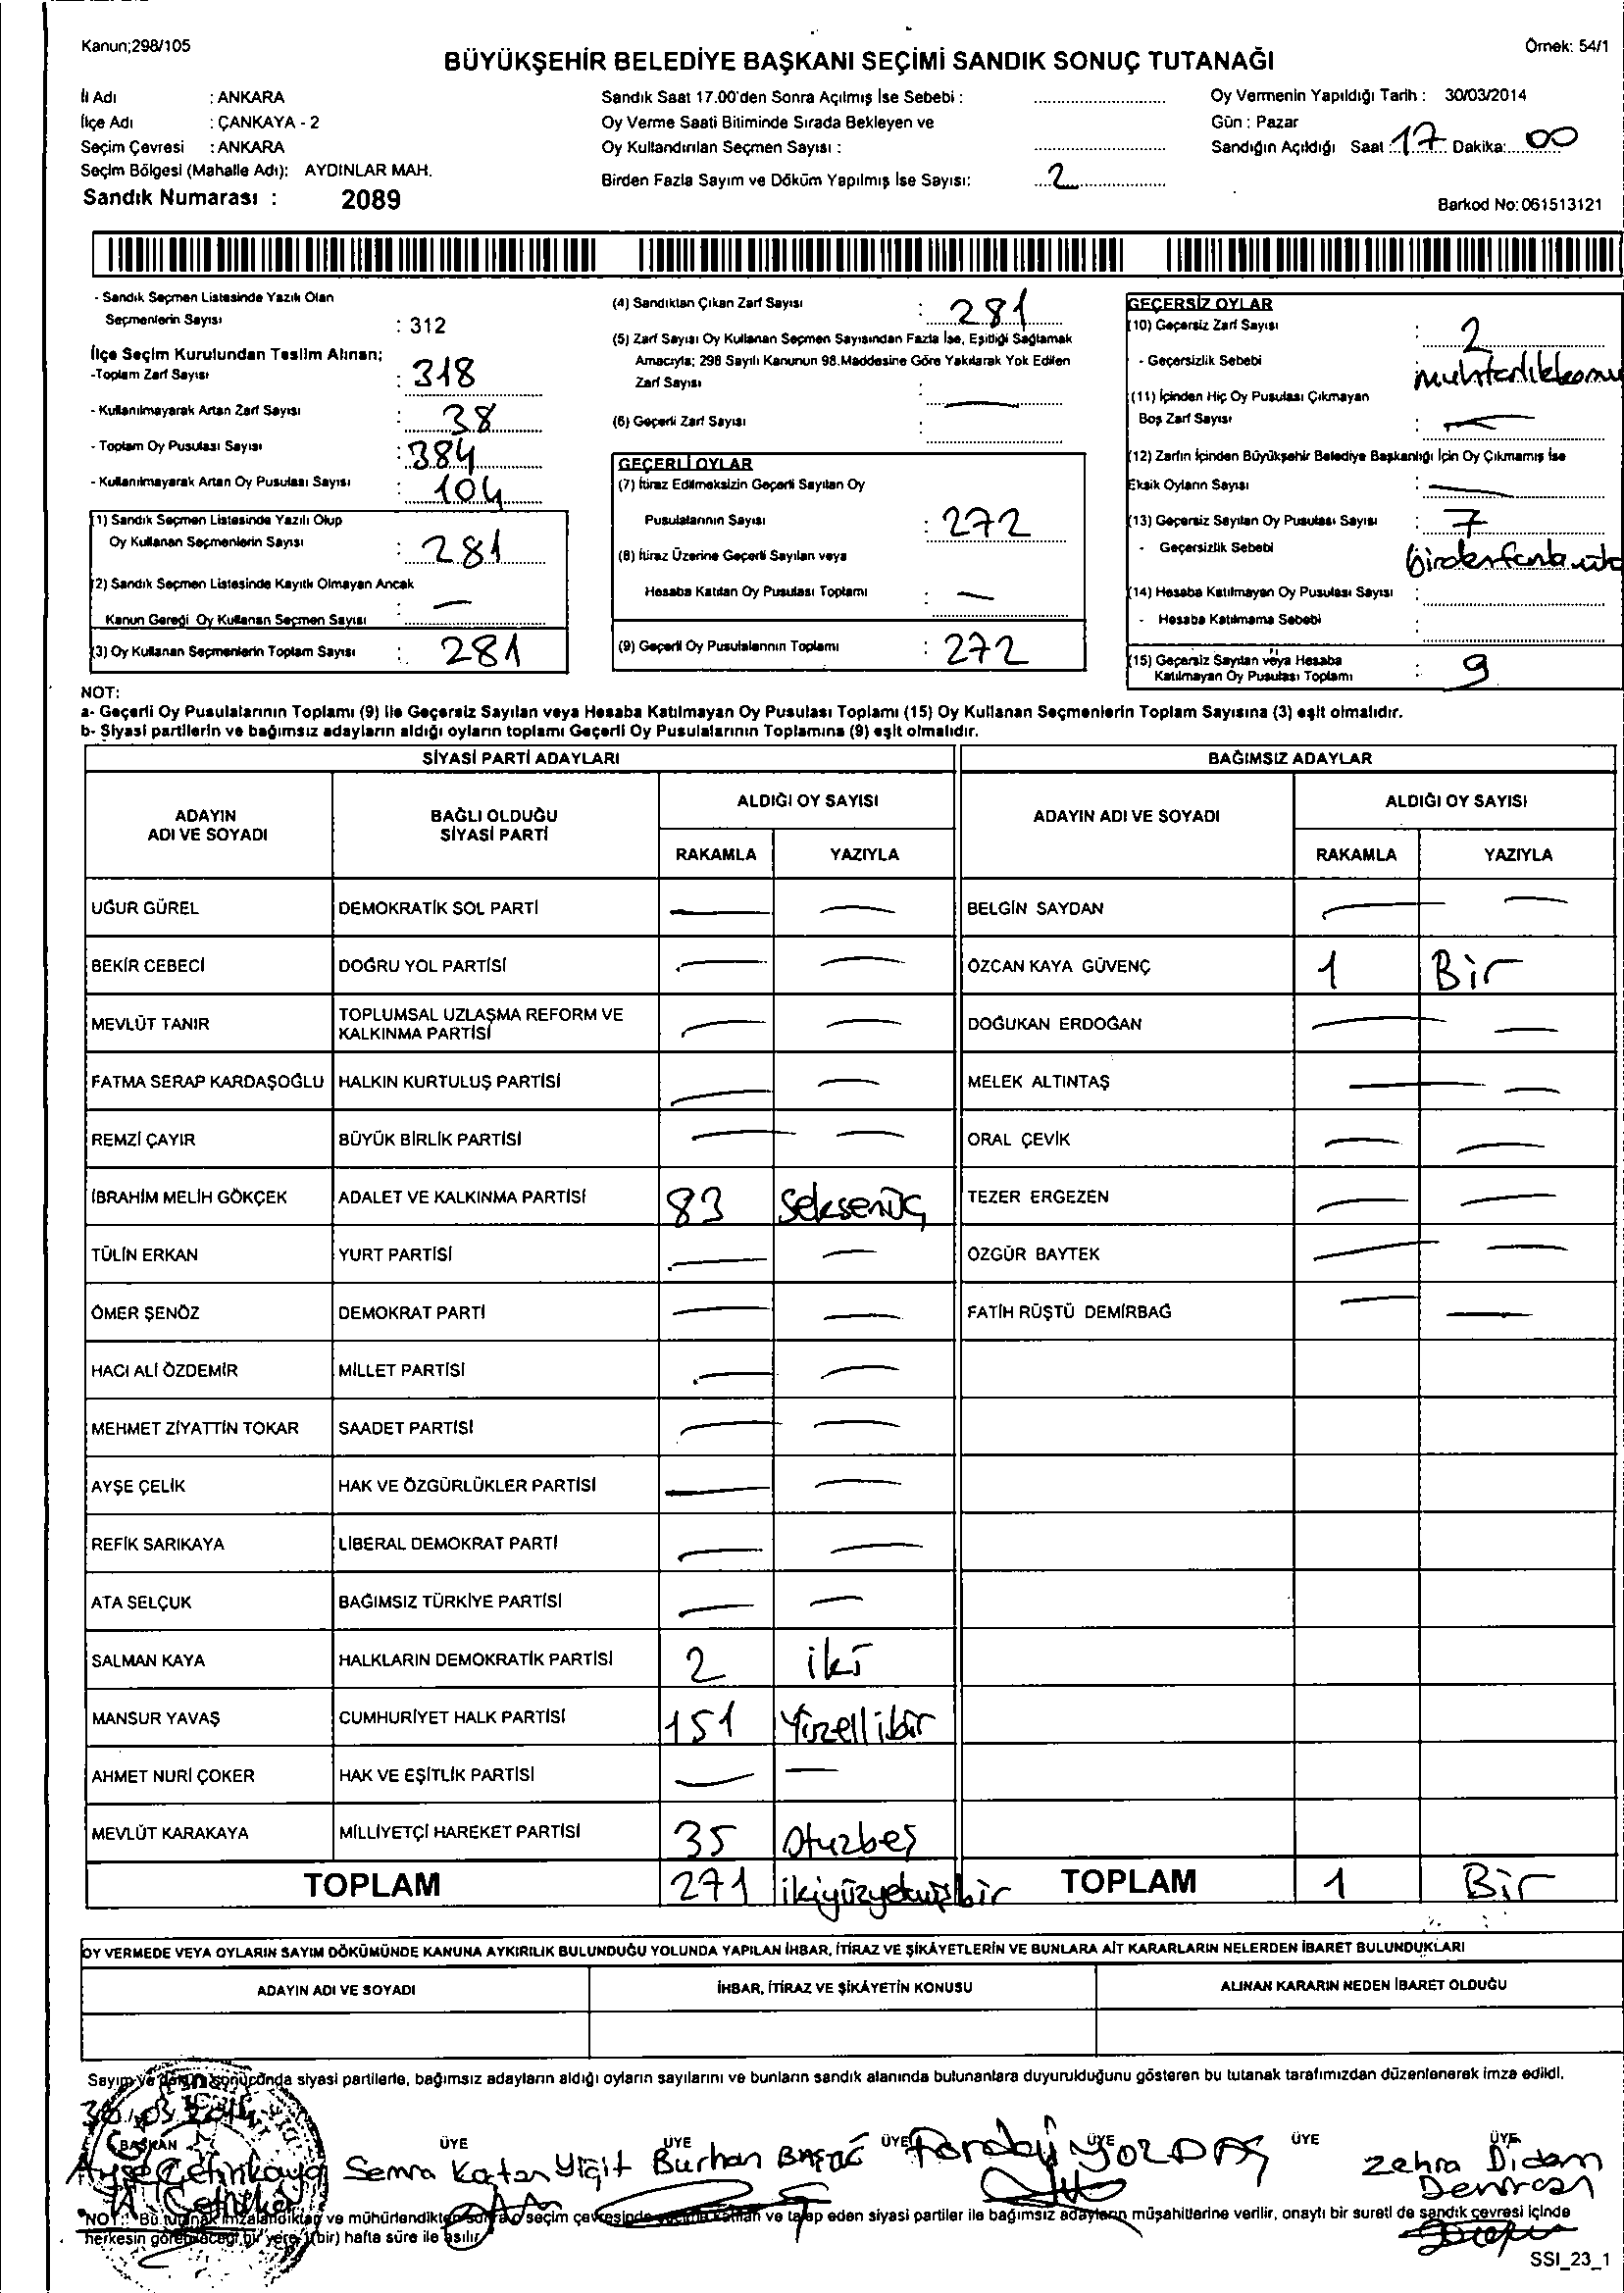 Kanun;298/105
Örnek: 54/1
BÜYÜKŞEHİR BELEDİYE BAŞKANI SEÇİMİ SANDIK SONUÇ TUTANAĞI
İl Adı : ANKARA
İlçe Adı : ÇANKAYA - 2
Seçim Çevresi : ANKARA
Seçim Bölgesi (Mahalle Adı): AYDINLAR MAH.
Sandık Numarası : 2089
Sandık Saat 17.00'den Sonra Açılmış İse Sebebi :
Oy Verme Saati Bitiminde Sırada Bekleyen ve
Oy Kullandırılan Seçmen Sayısı :
Birden Fazla Sayım ve Döküm Yapılmış İse Sayısı: 2
Oy Vermenin Yapıldığı Tarih : 30/03/2014
Gün : Pazar
Sandığın Açıldığı Saat : 17 Dakika: 00
Barkod No:061513121
- Sandık Seçmen Listesinde Yazılı Olan
Seçmenlerin Sayısı : 312
İlçe Seçim Kurulundan Teslim Alınan;
-Toplam Zarf Sayısı : 318
- Kullanılmayarak Artan Zarf Sayısı : 38
- Toplam Oy Pusulası Sayısı : 384
- Kullanılmayarak Artan Oy Pusulası Sayısı : 104
(1) Sandık Seçmen Listesinde Yazılı Olup
Oy Kullanan Seçmenlerin Sayısı : 281
(2) Sandık Seçmen Listesinde Kayıtlı Olmayan Ancak
Kanun Gereği Oy Kullanan Seçmen Sayısı : —
(3) Oy Kullanan Seçmenlerin Toplam Sayısı : 281
(4) Sandıktan Çıkan Zarf Sayısı : 281
(5) Zarf Sayısı Oy Kullanan Seçmen Sayısından Fazla İse, Eşitliği Sağlamak
Amacıyla; 298 Sayılı Kanunun 98.Maddesine Göre Yakılarak Yok Edilen
Zarf Sayısı : —
(6) Geçerli Zarf Sayısı :
GEÇERLİ OYLAR
(7) İtiraz Edilmeksizin Geçerli Sayılan Oy
Pusulalarının Sayısı : 272
(8) İtiraz Üzerine Geçerli Sayılan veya
Hesaba Katılan Oy Pusulası Toplamı : —
(9) Geçerli Oy Pusulalarının Toplamı : 272
GEÇERSİZ OYLAR
(10) Geçersiz Zarf Sayısı : 2
- Geçersizlik Sebebi
(11) İçinden Hiç Oy Pusulası Çıkmayan
Boş Zarf Sayısı : —
(12) Zarfın İçinden Büyükşehir Belediye Başkanlığı İçin Oy Çıkmamış İse
Eksik Oyların Sayısı : —
(13) Geçersiz Sayılan Oy Pusulası Sayısı : 7
- Geçersizlik Sebebi birden fazla
(14) Hesaba Katılmayan Oy Pusulası Sayısı :
- Hesaba Katılmama Sebebi :
(15) Geçersiz Sayılan veya Hesaba
Katılmayan Oy Pusulası Toplamı : 9
NOT:
a- Geçerli Oy Pusulalarının Toplamı (9) ile Geçersiz Sayılan veya Hesaba Katılmayan Oy Pusulası Toplamı (15) Oy Kullanan Seçmenlerin Toplam Sayısına (3) eşit olmalıdır.
b- Siyasi partilerin ve bağımsız adayların aldığı oyların toplamı Geçerli Oy Pusulalarının Toplamına (9) eşit olmalıdır.
SİYASİ PARTİ ADAYLARI
ADAYIN ADI VE SOYADI BAĞLI OLDUĞU SİYASİ PARTİ ALDIĞI OY SAYISI
RAKAMLA YAZIYLA
UĞUR GÜREL DEMOKRATİK SOL PARTİ — —
BEKİR CEBECİ DOĞRU YOL PARTİSİ — —
MEVLÜT TANIR TOPLUMSAL UZLAŞMA REFORM VE KALKINMA PARTİSİ — —
FATMA SERAP KARDAŞOĞLU HALKIN KURTULUŞ PARTİSİ — —
REMZİ ÇAYIR BÜYÜK BİRLİK PARTİSİ — —
İBRAHİM MELİH GÖKÇEK ADALET VE KALKINMA PARTİSİ 83 Seksenüç
TÜLİN ERKAN YURT PARTİSİ — —
ÖMER ŞENÖZ DEMOKRAT PARTİ — —
HACI ALİ ÖZDEMİR MİLLET PARTİSİ — —
MEHMET ZİYATTİN TOKAR SAADET PARTİSİ — —
AYŞE ÇELİK HAK VE ÖZGÜRLÜKLER PARTİSİ — —
REFİK SARIKAYA LİBERAL DEMOKRAT PARTİ — —
ATA SELÇUK BAĞIMSIZ TÜRKİYE PARTİSİ — —
SALMAN KAYA HALKLARIN DEMOKRATİK PARTİSİ 2 iki
MANSUR YAVAŞ CUMHURİYET HALK PARTİSİ 151 Yüzellibir
AHMET NURİ ÇOKER HAK VE EŞİTLİK PARTİSİ — —
MEVLÜT KARAKAYA MİLLİYETÇİ HAREKET PARTİSİ 35 Otuzbeş
TOPLAM 271 ikiyüzyetmişbir
BAĞIMSIZ ADAYLAR
ADAYIN ADI VE SOYADI ALDIĞI OY SAYISI
RAKAMLA YAZIYLA
BELGİN SAYDAN — —
ÖZCAN KAYA GÜVENÇ 1 Bir
DOĞUKAN ERDOĞAN — —
MELEK ALTINTAŞ — —
ORAL ÇEVİK — —
TEZER ERGEZEN — —
ÖZGÜR BAYTEK — —
FATİH RÜŞTÜ DEMİRBAĞ — —
TOPLAM 1 Bir
OY VERMEDE VEYA OYLARIN SAYIM DÖKÜMÜNDE KANUNA AYKIRILIK BULUNDUĞU YOLUNDA YAPILAN İHBAR, İTİRAZ VE ŞİKÂYETLERİN VE BUNLARA AİT KARARLARIN NELERDEN İBARET BULUNDUKLARI
ADAYIN ADI VE SOYADI İHBAR, İTİRAZ VE ŞİKÂYETİN KONUSU ALINAN KARARIN NEDEN İBARET OLDUĞU
Sayım ve döküm sonucunda siyasi partilerle, bağımsız adayların aldığı oyların sayılarını ve bunların sandık alanında bulunanlara duyurulduğunu gösteren bu tutanak tarafımızdan düzenlenerek imza edildi.
30.03.2014
BAŞKAN ÜYE ÜYE ÜYE ÜYE ÜYE ÜYE
Ayşe Çetinkaya Semra Katan Yiğit Burhan Zehra Didem
NOT: Bu tutanak imzalandıktan ve mühürlendikten sonra o seçim çevresinde seçime katılan ve talep eden siyasi partiler ile bağımsız adayların müşahitlerine verilir, onaylı bir sureti de sandık çevresi içinde
herkesin görebileceği bir yere 1(bir) hafta süre ile asılır.
SSI_23_1